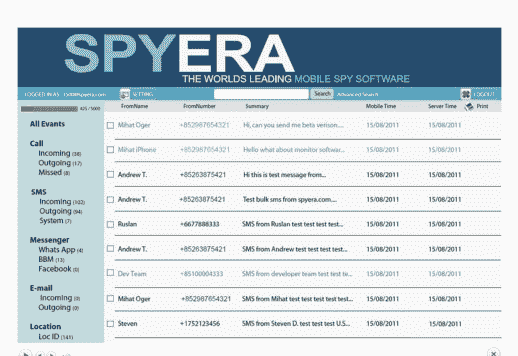 SPYERA
THE WORLDS LEADING MOBILE SPY SOFTWARE
LOGGED IN AS: SETTING Search Advanced Search LOGOUT
425 / 5000 FromName FromNumber Summary Mobile Time Server Time Print
All Evants
Mihat Oger +852987654321 Hi, can you send me beta verison.... 15/08/2011 15/08/2011
Call
Incoming (38)
Mihat iPhone +852987654321 Hello what about monitor softwar... 15/08/2011 15/08/2011
Outgoing (17)
Missed (8)
Andrew T. +85263875421 Hi this is test message from... 15/08/2011 15/08/2011
SMS
Incoming (103)
Andrew T. +85263875421 Test bulk sms from spyera.com.... 15/08/2011 15/08/2011
Outgoing (94)
System (7)
Ruslan +6677888333 SMS from Ruslan test test test... 15/08/2011 15/08/2011
Messenger
Whats App (4)
Andrew T. +85263875421 SMS from Andrew test test test... 15/08/2011 15/08/2011
BBM (13)
Facebook (0)
Dev Team +85100004333 SMS from developer team test test te... 15/08/2011 15/08/2011
E-mail
Incoming (0)
Mihat Oger +852987654321 SMS from Mihat test test test test test... 15/08/2011 15/08/2011
Outgoing (0)
Location
Steven +1752123456 SMS from Steven D. test test test U.S... 15/08/2011 15/08/2011
Loc ID (141)